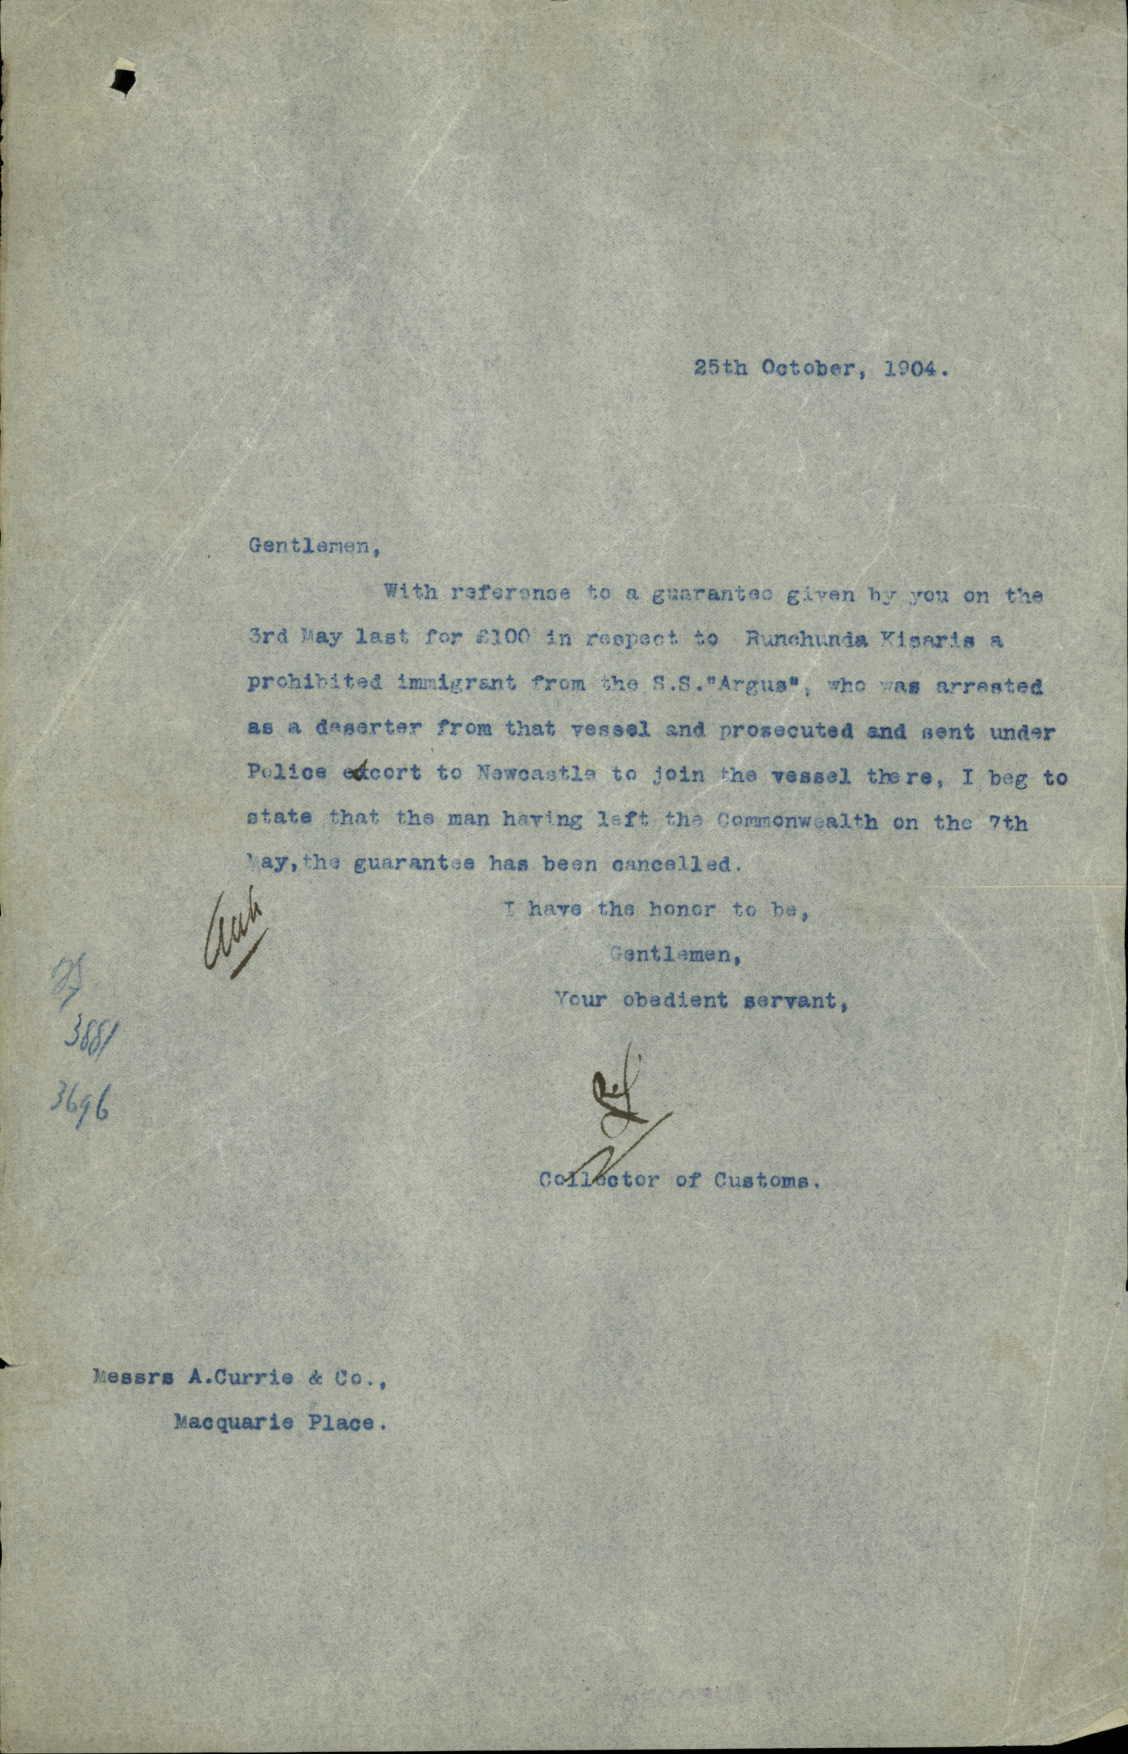 25th October, 1904.
Gentlemen,
With reference to a guarantee given by you on the
3rd May last for £100 in respect to Runchunda Kisaris a
prohibited immigrant from the S.S."Argus", who was arrested
as a deserter from that vessel and prosecuted and sent under
Police escort to Newcastle to join the vessel there, I beg to
state that the man having left the Commonwealth on the 7th
May,the guarantee has been cancelled.
I have the honor to be,
Gentlemen,
Your obedient servant,
3881
3696
Collector of Customs.
Messrs A.Currie & Co.,
Macquarie Place.